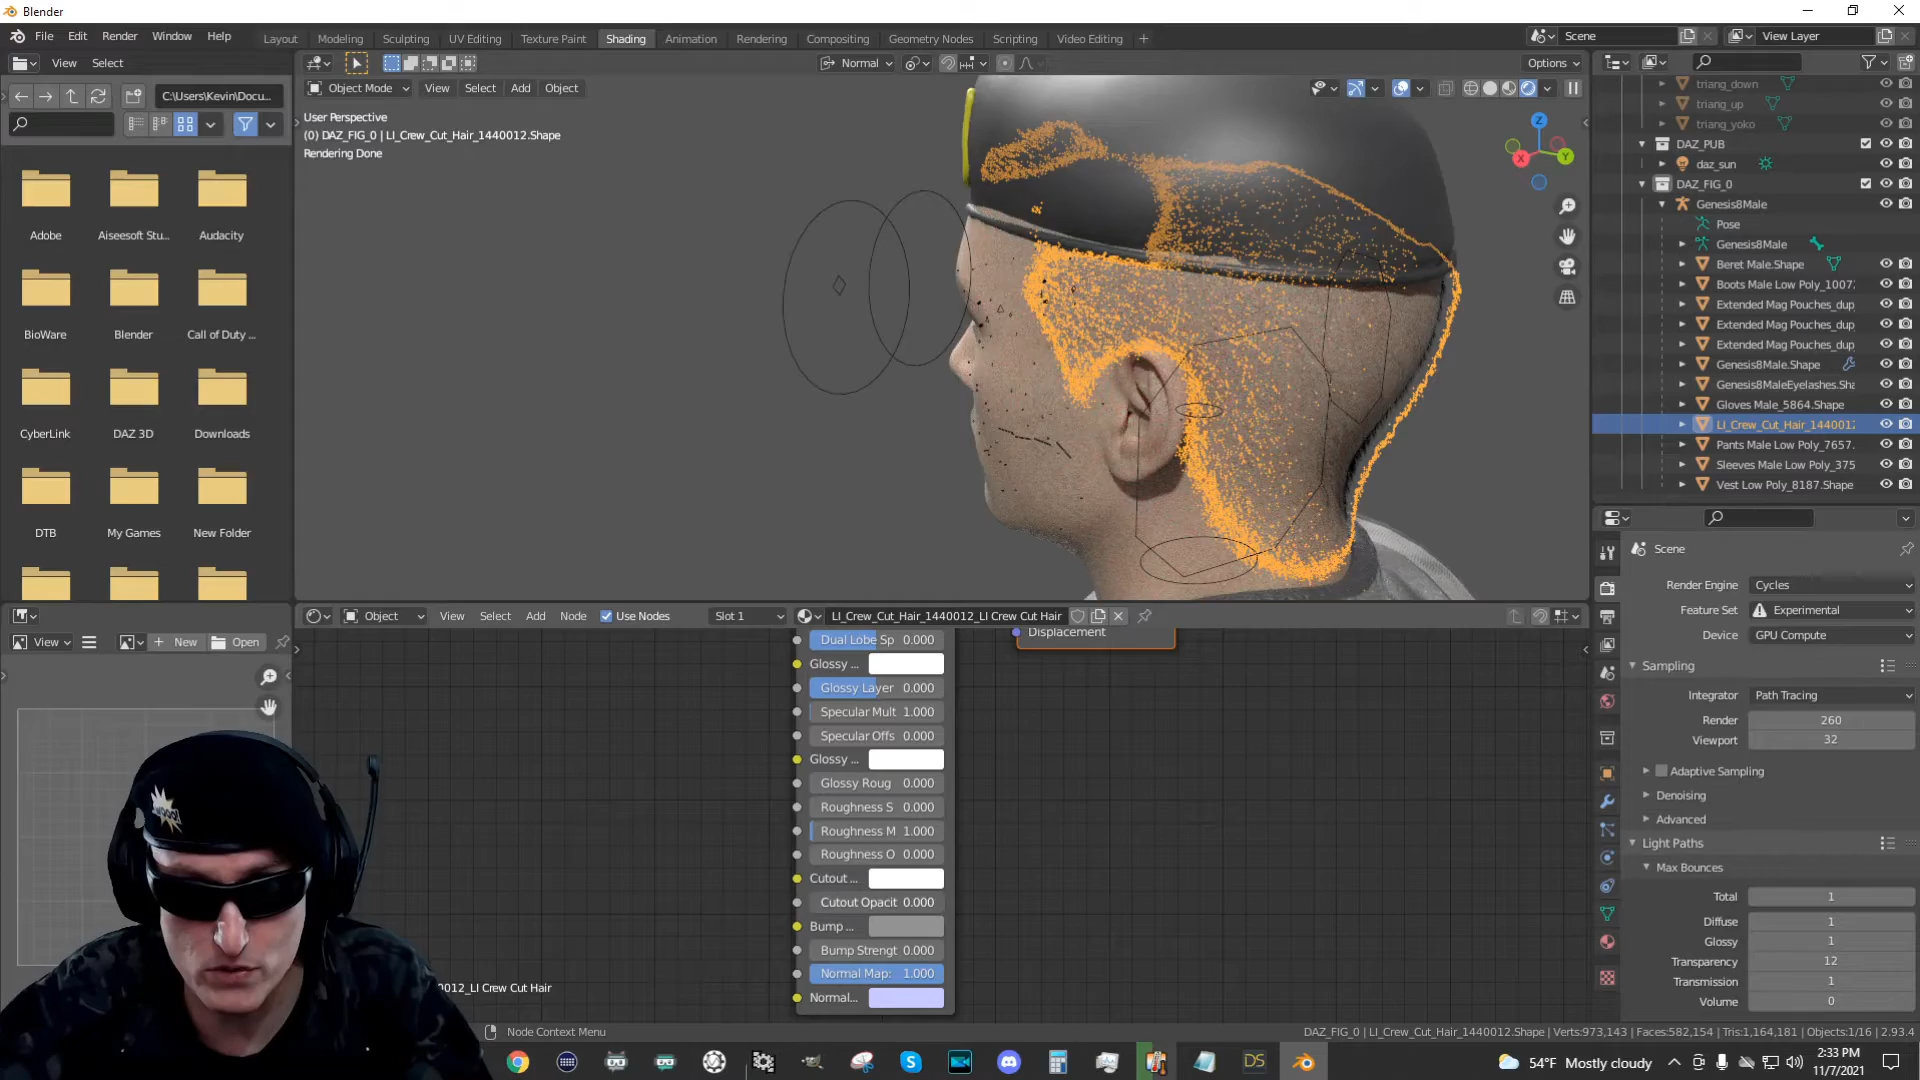 Blender
File Edit Render Window Help
Layout Modeling Sculpting UV Editing Texture Paint Shading Animation Rendering Compositing Geometry Nodes Scripting Video Editing +
Scene
View Layer
View Select
Normal
Options
C:\Users\Kevin\Docu...
Object Mode View Select Add Object
User Perspective
(0) DAZ_FIG_0 | LI_Crew_Cut_Hair_1440012.Shape
Rendering Done
Z
X
Y
Adobe
Aiseesoft Stu...
Audacity
BioWare
Blender
Call of Duty ...
CyberLink
DAZ 3D
Downloads
DTB
My Games
New Folder
triang_down
triang_up
triang_yoko
DAZ_PUB
daz_sun
DAZ_FIG_0
Genesis8Male
Pose
Genesis8Male
Beret Male.Shape
Boots Male Low Poly_1007
Extended Mag Pouches_dup
Extended Mag Pouches_dup
Extended Mag Pouches_dup
Genesis8Male.Shape
Genesis8MaleEyelashes.Sha
Gloves Male_5864.Shape
LI_Crew_Cut_Hair_1440012
Pants Male Low Poly_7657.
Sleeves Male Low Poly_375
Vest Low Poly_8187.Shape
Scene
Render Engine Cycles
Feature Set Experimental
Device GPU Compute
Sampling
Integrator Path Tracing
Render 260
Viewport 32
Adaptive Sampling
Denoising
Advanced
Light Paths
Max Bounces
Total 1
Diffuse 1
Glossy 1
Transparency 12
Transmission 1
Volume 0
View
New
Open
Object View Select Add Node Use Nodes Slot 1 LI_Crew_Cut_Hair_1440012_LI Crew Cut Hair
Displacement
Dual Lobe Sp 0.000
Glossy ...
Glossy Layer 0.000
Specular Mult 1.000
Specular Offs 0.000
Glossy ...
Glossy Roug 0.000
Roughness S 0.000
Roughness M 1.000
Roughness O 0.000
Cutout ...
Cutout Opacit 0.000
Bump ...
Bump Strengt 0.000
Normal Map: 1.000
Normal...
0012_LI Crew Cut Hair
Node Context Menu
DAZ_FIG_0 | LI_Crew_Cut_Hair_1440012.Shape | Verts:973,143 | Faces:582,154 | Tris:1,164,181 | Objects:1/16 | 2.93.4
DS
54°F Mostly cloudy
2:33 PM
11/7/2021